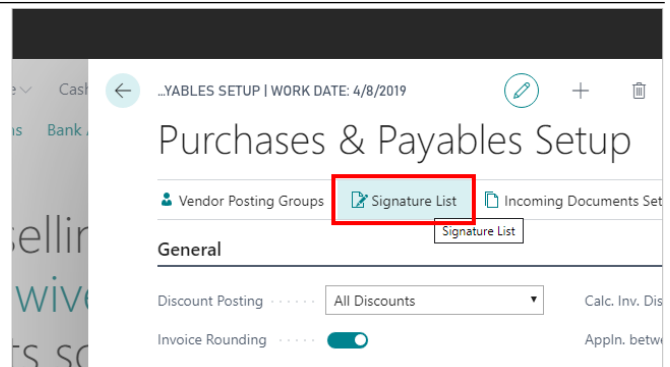 Cash
…YABLES SETUP | WORK DATE: 4/8/2019
Bank
Purchases & Payables Setup
Vendor Posting Groups Signature List Incoming Documents Set
Signature List
General
Discount Posting All Discounts Calc. Inv. Dis
Invoice Rounding Appln. betw